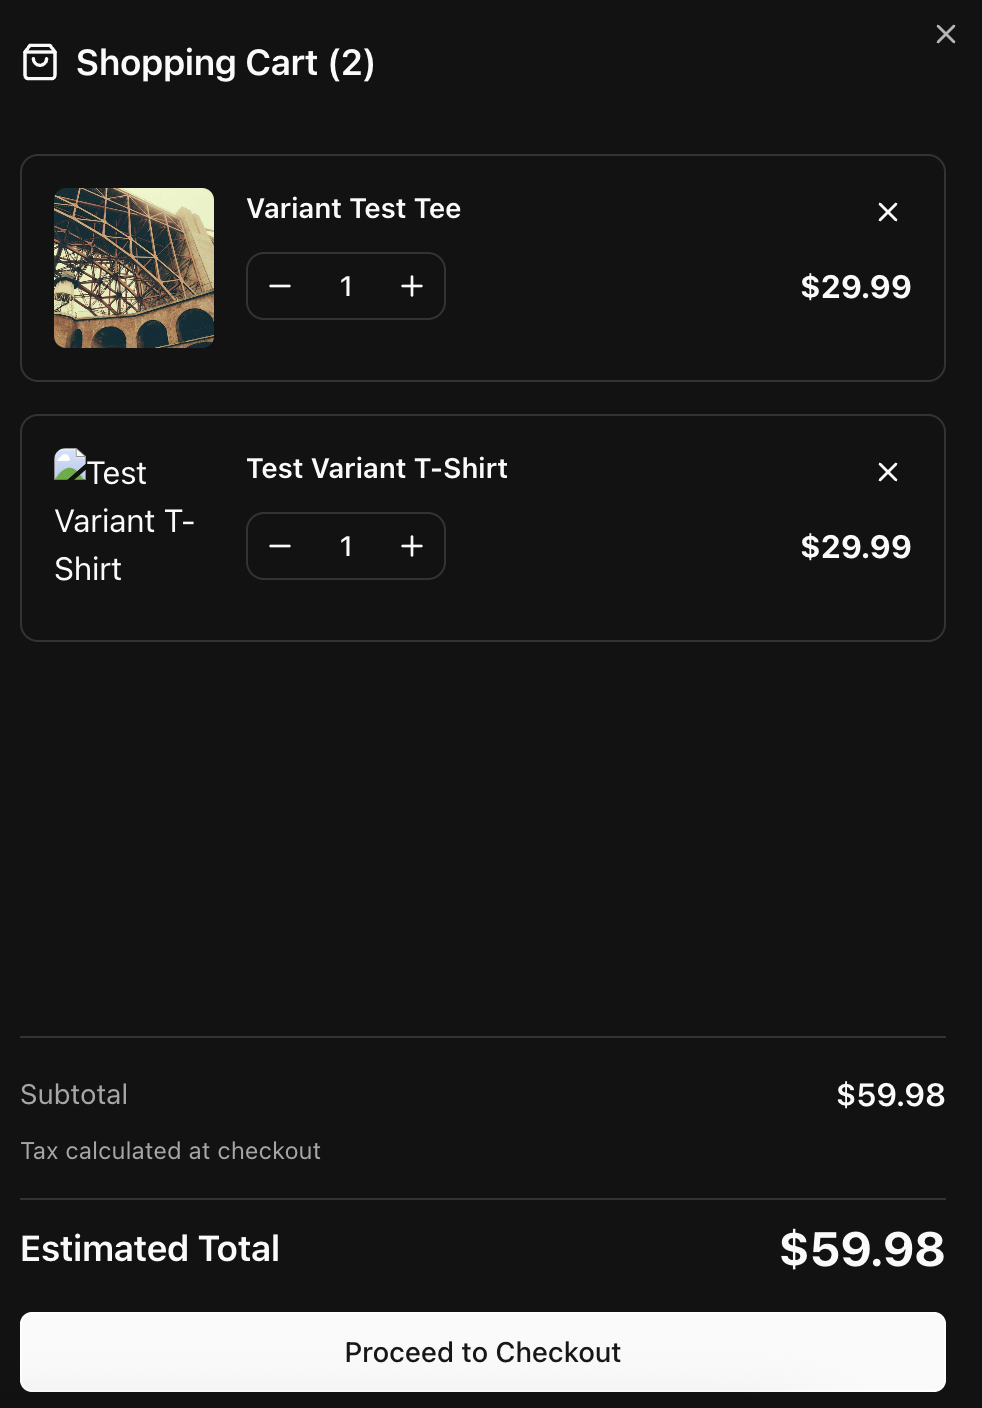 Shopping Cart (2)
Variant Test Tee
1
$29.99
Test
Variant T-
Shirt
Test Variant T-Shirt
1
$29.99
Subtotal
$59.98
Tax calculated at checkout
Estimated Total
$59.98
Proceed to Checkout